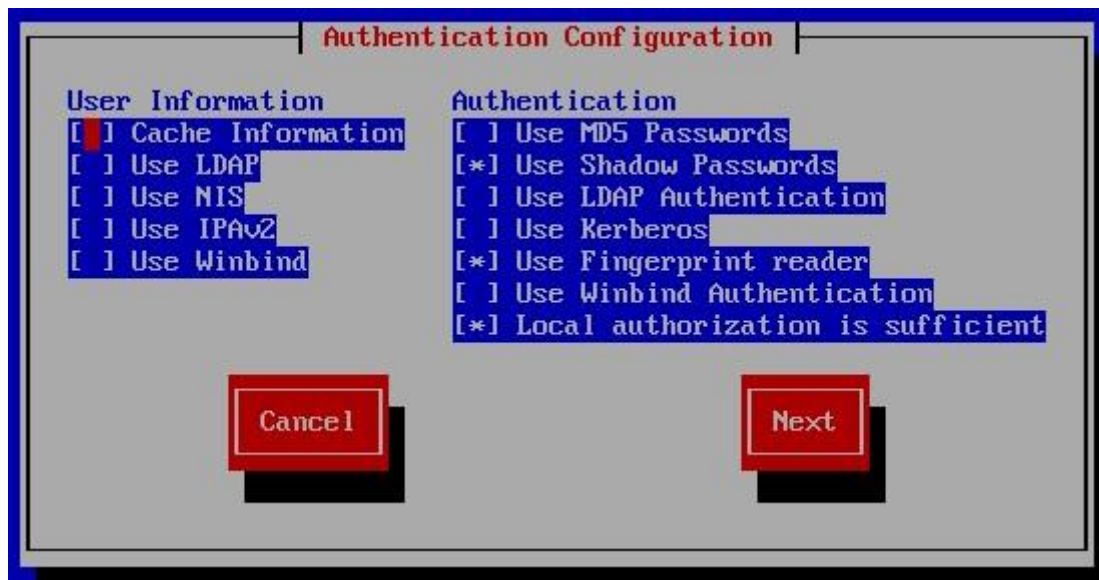 Authentication Configuration
User Information
[ ] Cache Information
[ ] Use LDAP
[ ] Use NIS
[ ] Use IPAv2
[ ] Use Winbind
Authentication
[ ] Use MD5 Passwords
[*] Use Shadow Passwords
[ ] Use LDAP Authentication
[ ] Use Kerberos
[*] Use Fingerprint reader
[ ] Use Winbind Authentication
[*] Local authorization is sufficient
Cancel
Next